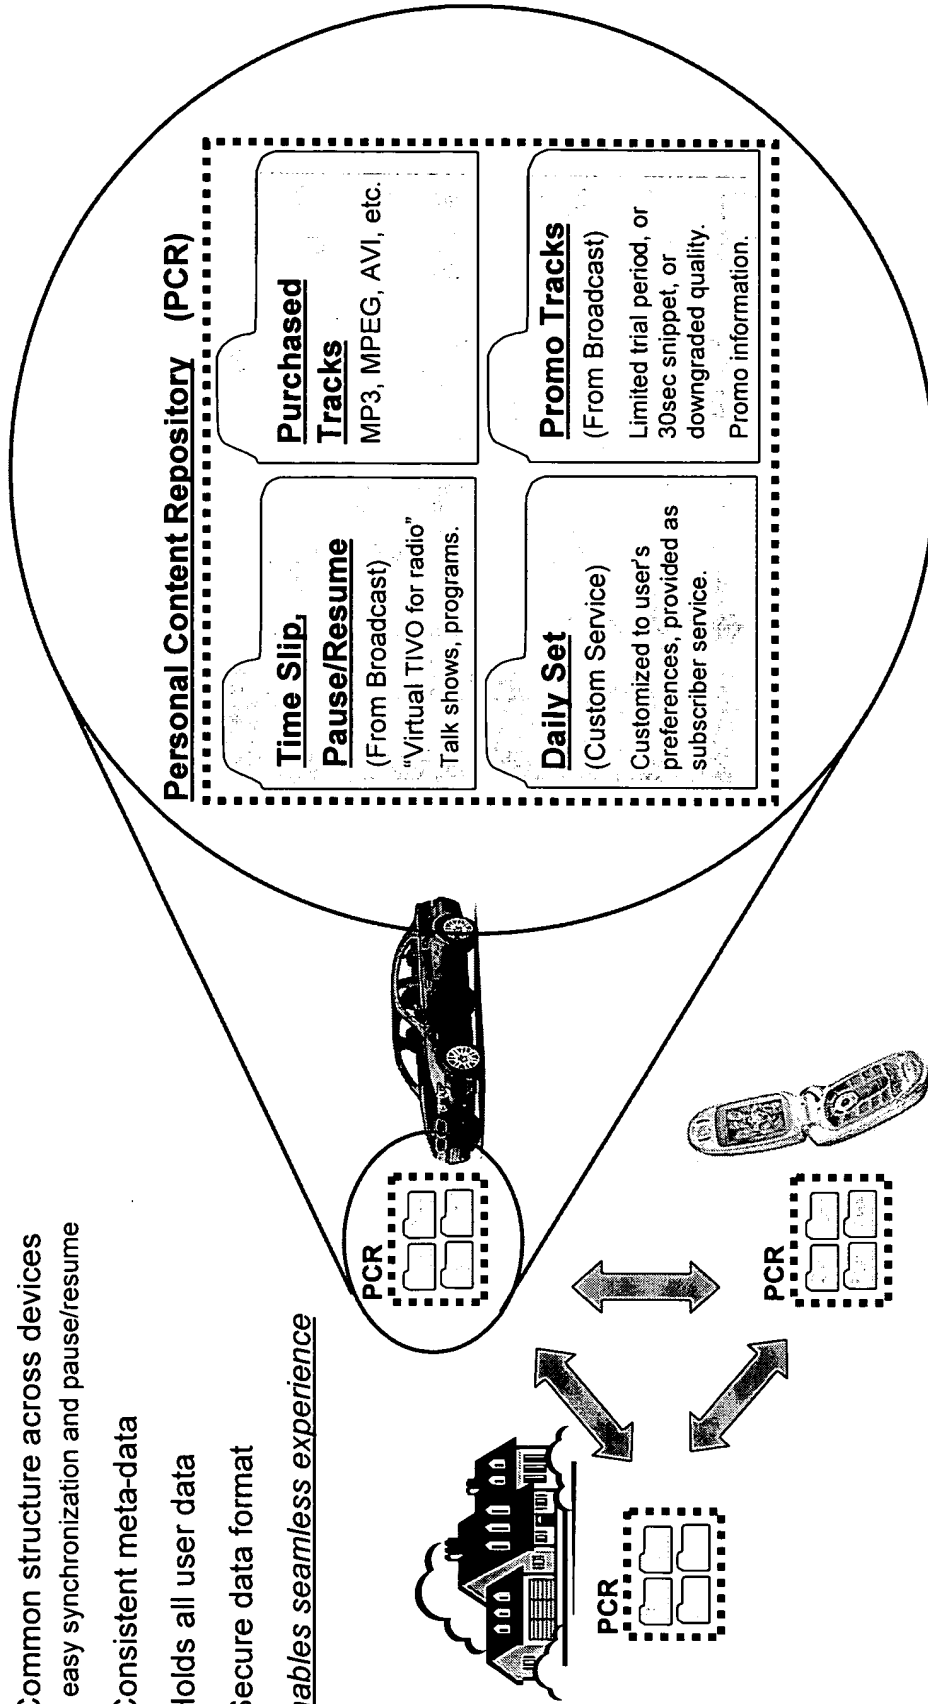 Common structure across devices
easy synchronization and pause/resume
Consistent meta-data
Holds all user data
Secure data format
nables seamless experience
PCR
PCR
PCR
Personal Content Repository (PCR)
Time Slip,
Pause/Resume
(From Broadcast)
"Virtual TIVO for radio"
Talk shows, programs.
Purchased
Tracks
MP3, MPEG, AVI, etc.
Daily Set
(Custom Service)
Customized to user's
preferences, provided as
subscriber service.
Promo Tracks
(From Broadcast)
Limited trial period, or
30sec snippet, or
downgraded quality.
Promo information.